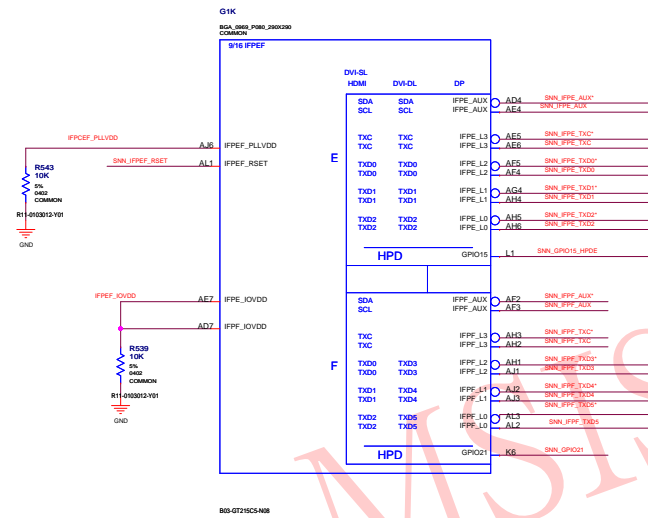 G1K
BGA_0969_P080_290X290
COMMON
9/16 IFPEF
DVI-SL
HDMI DVI-DL DP
SDA SDA IFPE_AUX AD4 SNN_IFPE_AUX*
SCL SCL IFPE_AUX AE4 SNN_IFPE_AUX
TXC TXC IFPE_L3 AE5 SNN_IFPE_TXC*
TXC TXC IFPE_L3 AE6 SNN_IFPE_TXC
IFPCEF_PLLVDD AJ6 IFPEF_PLLVDD
SNN_IFPEF_RSET AL1 IFPEF_RSET
E
TXD0 TXD0 IFPE_L2 AF5 SNN_IFPE_TXD0*
TXD0 TXD0 IFPE_L2 AF4 SNN_IFPE_TXD0
R543
10K
5%
0402
COMMON
R11-0103012-Y01
GND
TXD1 TXD1 IFPE_L1 AG4 SNN_IFPE_TXD1*
TXD1 TXD1 IFPE_L1 AH4 SNN_IFPE_TXD1
TXD2 TXD2 IFPE_L0 AH5 SNN_IFPE_TXD2*
TXD2 TXD2 IFPE_L0 AH6 SNN_IFPE_TXD2
HPD GPIO15 L1 SNN_GPIO15_HPDE
IFPEF_IOVDD AE7 IFPE_IOVDD
AD7 IFPF_IOVDD
SDA IFPF_AUX AF2 SNN_IFPF_AUX*
SCL IFPF_AUX AF3 SNN_IFPF_AUX
TXC IFPF_L3 AH3 SNN_IFPF_TXC*
TXC IFPF_L3 AH2 SNN_IFPF_TXC
R539
10K
5%
0402
COMMON
R11-0103012-Y01
GND
F
TXD0 TXD3 IFPF_L2 AH1 SNN_IFPF_TXD3*
TXD0 TXD3 IFPF_L2 AJ1 SNN_IFPF_TXD3
TXD1 TXD4 IFPF_L1 AJ2 SNN_IFPF_TXD4*
TXD1 TXD4 IFPF_L1 AJ3 SNN_IFPF_TXD4
TXD2 TXD5 IFPF_L0 AL3 SNN_IFPF_TXD5*
TXD2 TXD5 IFPF_L0 AL2 SNN_IFPF_TXD5
HPD GPIO21 K6 SNN_GPIO21
B03-GT215C5-N08